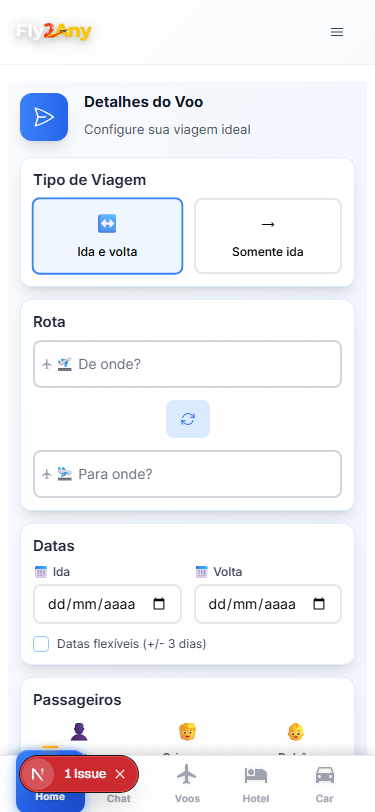 Fly2Any
Detalhes do Voo
Configure sua viagem ideal
Tipo de Viagem
Ida e volta
Somente ida
Rota
De onde?
Para onde?
Datas
Ida
Volta
dd/mm/aaaa
dd/mm/aaaa
Datas flexíveis (+/- 3 dias)
Passageiros
N 1 Issue
Home
Chat
Voos
Hotel
Car